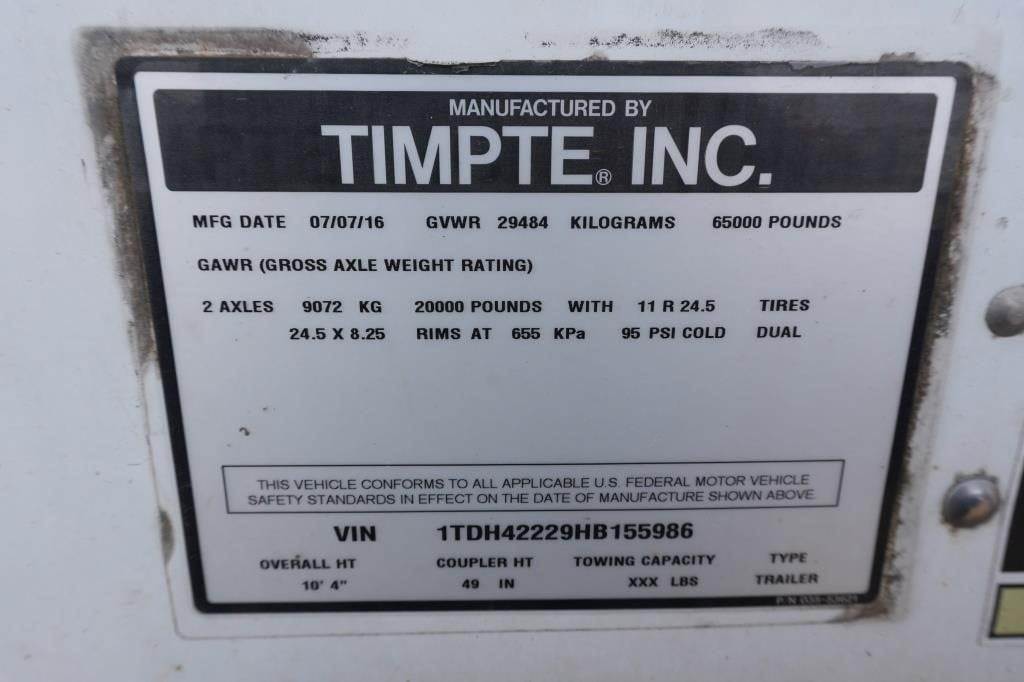 MANUFACTURED BY
TIMPTE® INC.
MFG DATE 07/07/16 GVWR 29484 KILOGRAMS 65000 POUNDS
GAWR (GROSS AXLE WEIGHT RATING)
2 AXLES 9072 KG 20000 POUNDS WITH 11 R 24.5 TIRES
24.5 X 8.25 RIMS AT 655 KPa 95 PSI COLD DUAL
THIS VEHICLE CONFORMS TO ALL APPLICABLE U.S. FEDERAL MOTOR VEHICLE
SAFETY STANDARDS IN EFFECT ON THE DATE OF MANUFACTURE SHOWN ABOVE
VIN 1TDH42229HB155986
OVERALL HT COUPLER HT TOWING CAPACITY TYPE
10' 4" 49 IN XXX LBS TRAILER
P/N